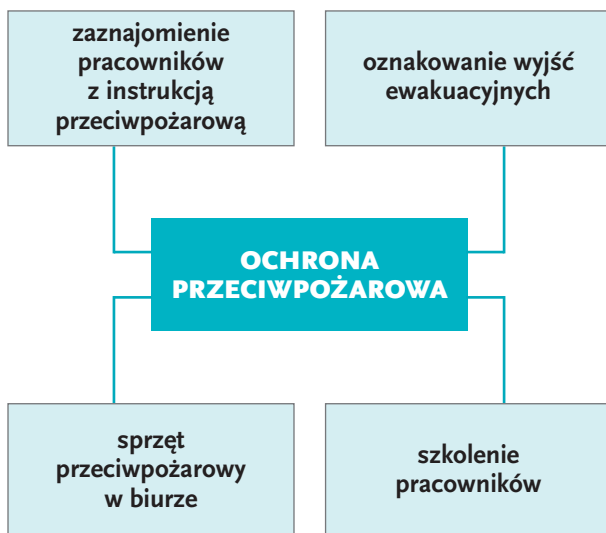 zaznajomienie
pracowników
z instrukcją
przeciwpożarową
oznakowanie wyjść
ewakuacyjnych
OCHRONA
PRZECIWPOŻAROWA
sprzęt
przeciwpożarowy
w biurze
szkolenie
pracowników